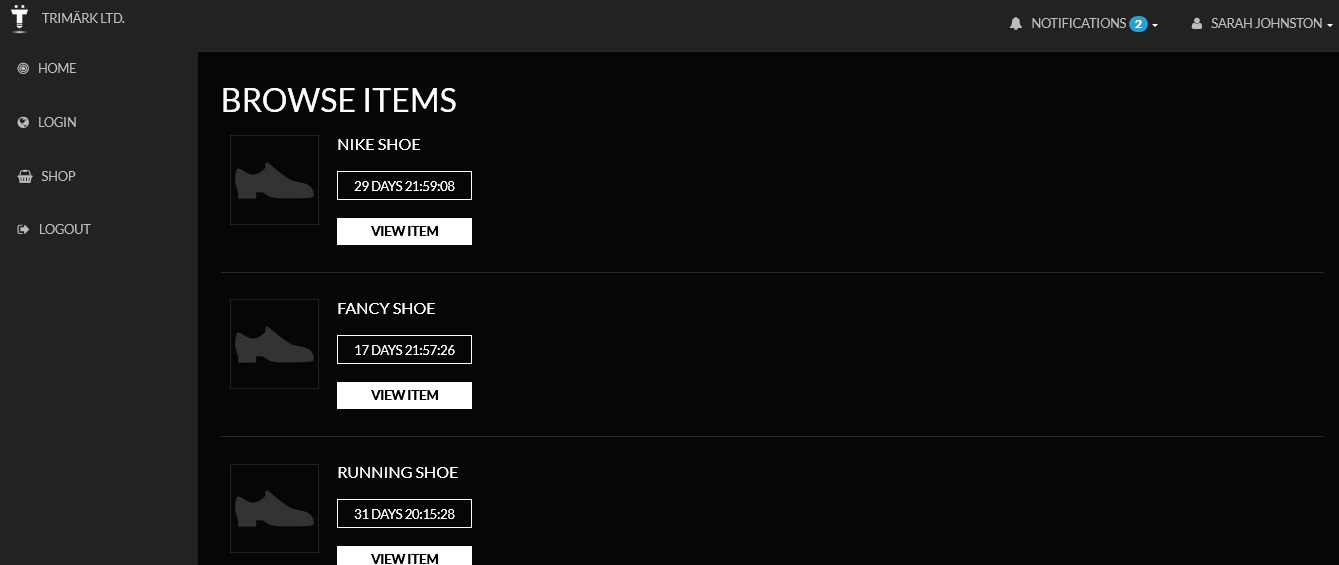 TRIMÄRK LTD.
NOTIFICATIONS 2
SARAH JOHNSTON
HOME
LOGIN
SHOP
LOGOUT
BROWSE ITEMS
NIKE SHOE
29 DAYS 21:59:08
VIEW ITEM
FANCY SHOE
17 DAYS 21:57:26
VIEW ITEM
RUNNING SHOE
31 DAYS 20:15:28
VIEW ITEM